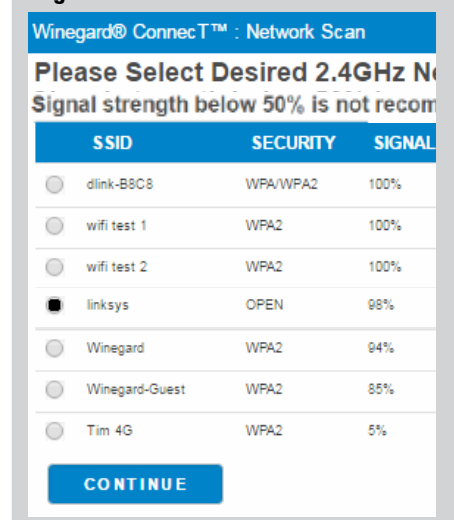 Winegard® ConnecT™ : Network Scan
Please Select Desired 2.4GHz
Signal strength below 50% is not recom
SSID SECURITY SIGNAL
dlink-B8C8 WPA/WPA2 100%
wifi test 1 WPA2 100%
wifi test 2 WPA2 100%
linksys OPEN 98%
Winegard WPA2 94%
Winegard-Guest WPA2 85%
Tim 4G WPA2 5%
CONTINUE